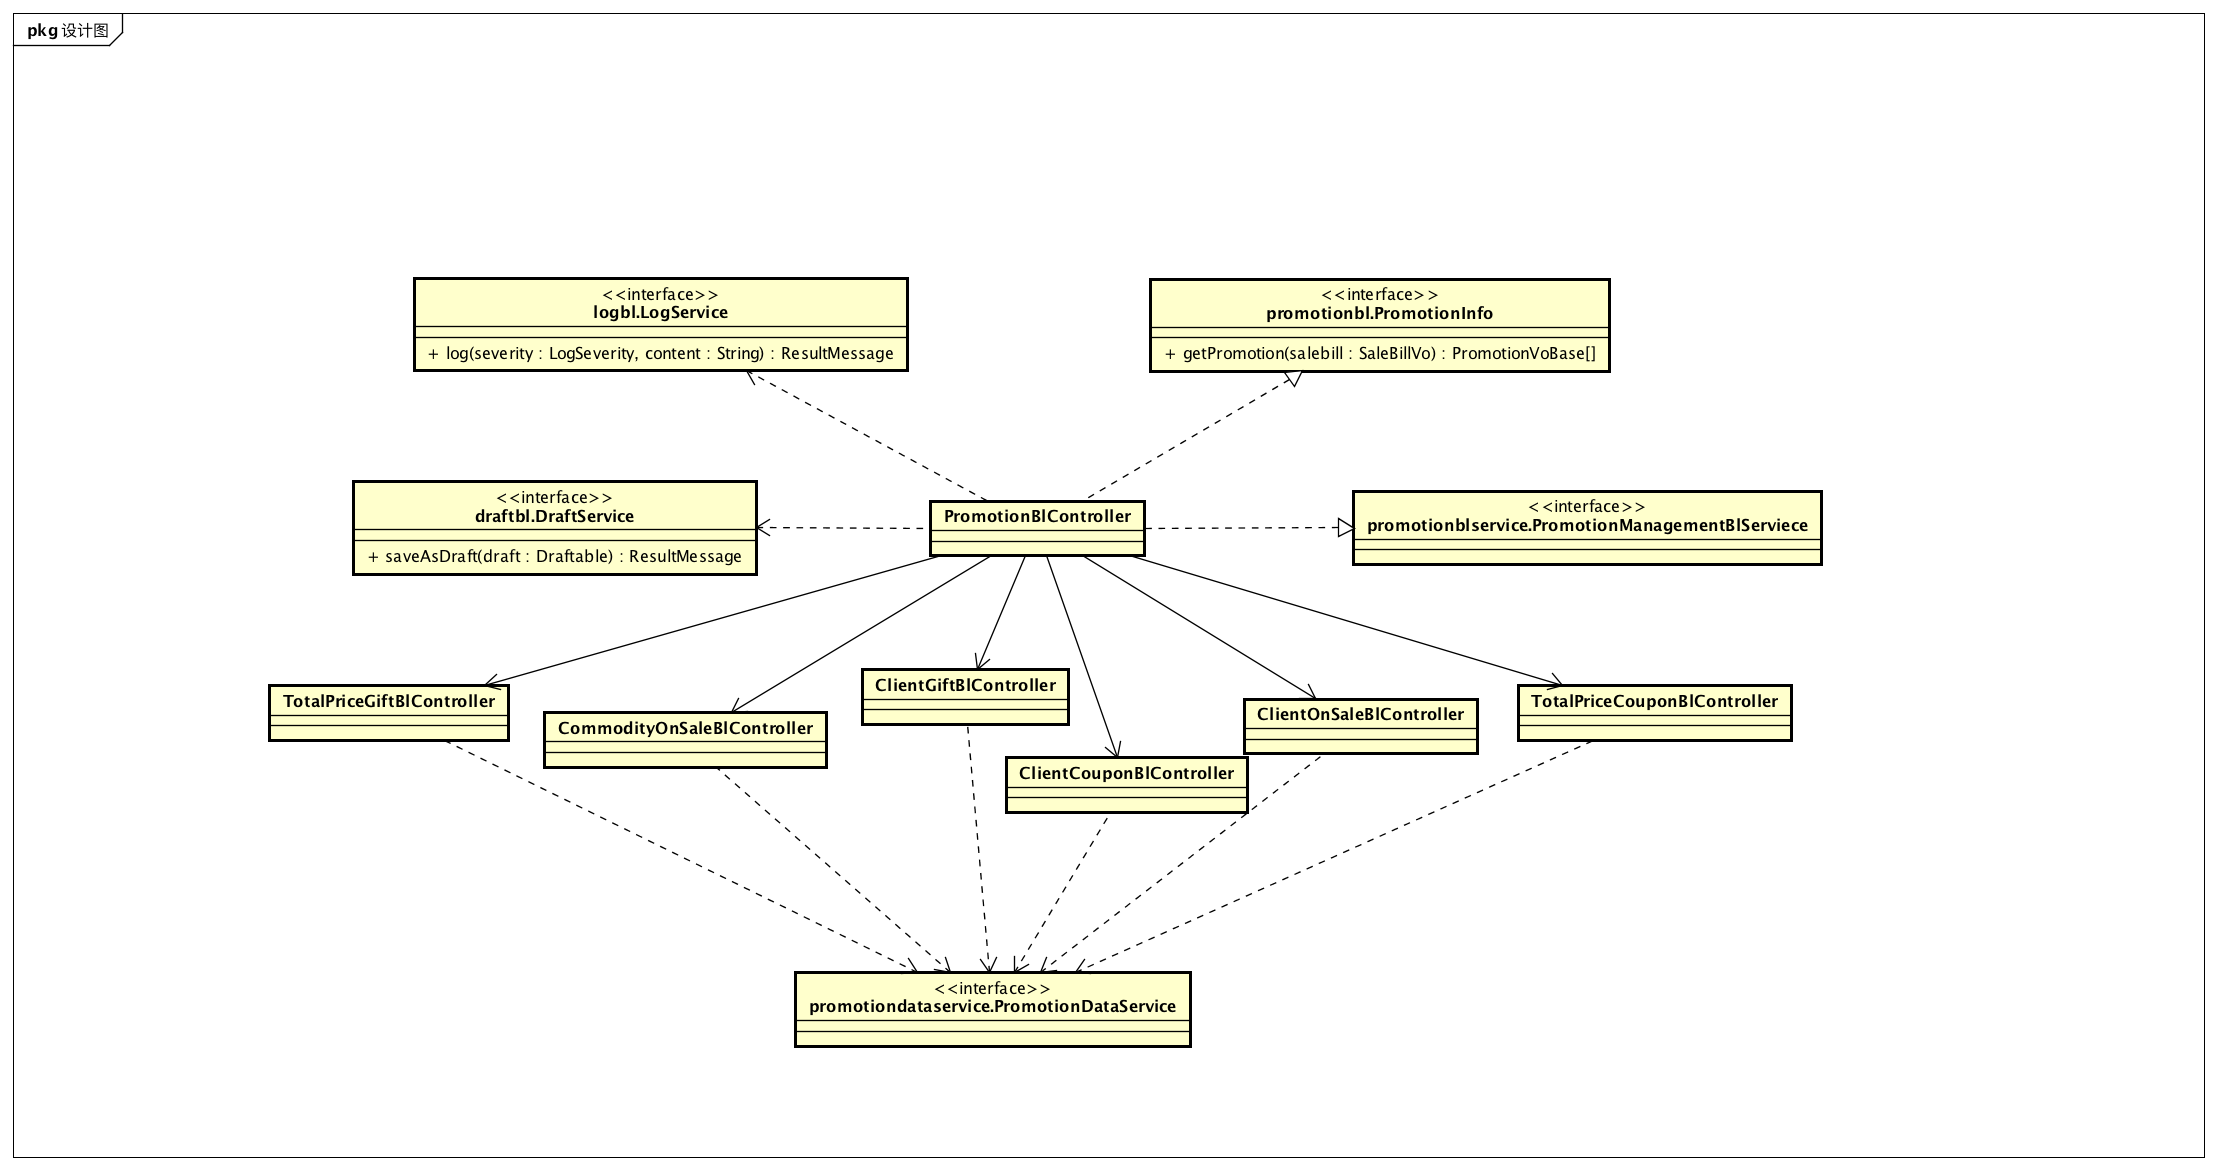 pkg 设计图
<<interface>>
logbl.LogService
+ log(severity : LogSeverity, content : String) : ResultMessage
<<interface>>
promotionbl.PromotionInfo
+ getPromotion(salebill : SaleBillVo) : PromotionVoBase[]
<<interface>>
draftbl.DraftService
+ saveAsDraft(draft : Draftable) : ResultMessage
PromotionBlController
<<interface>>
promotionblservice.PromotionManagementBlServiece
TotalPriceGiftBlController
CommodityOnSaleBlController
ClientGiftBlController
ClientCouponBlController
ClientOnSaleBlController
TotalPriceCouponBlController
<<interface>>
promotiondataservice.PromotionDataService